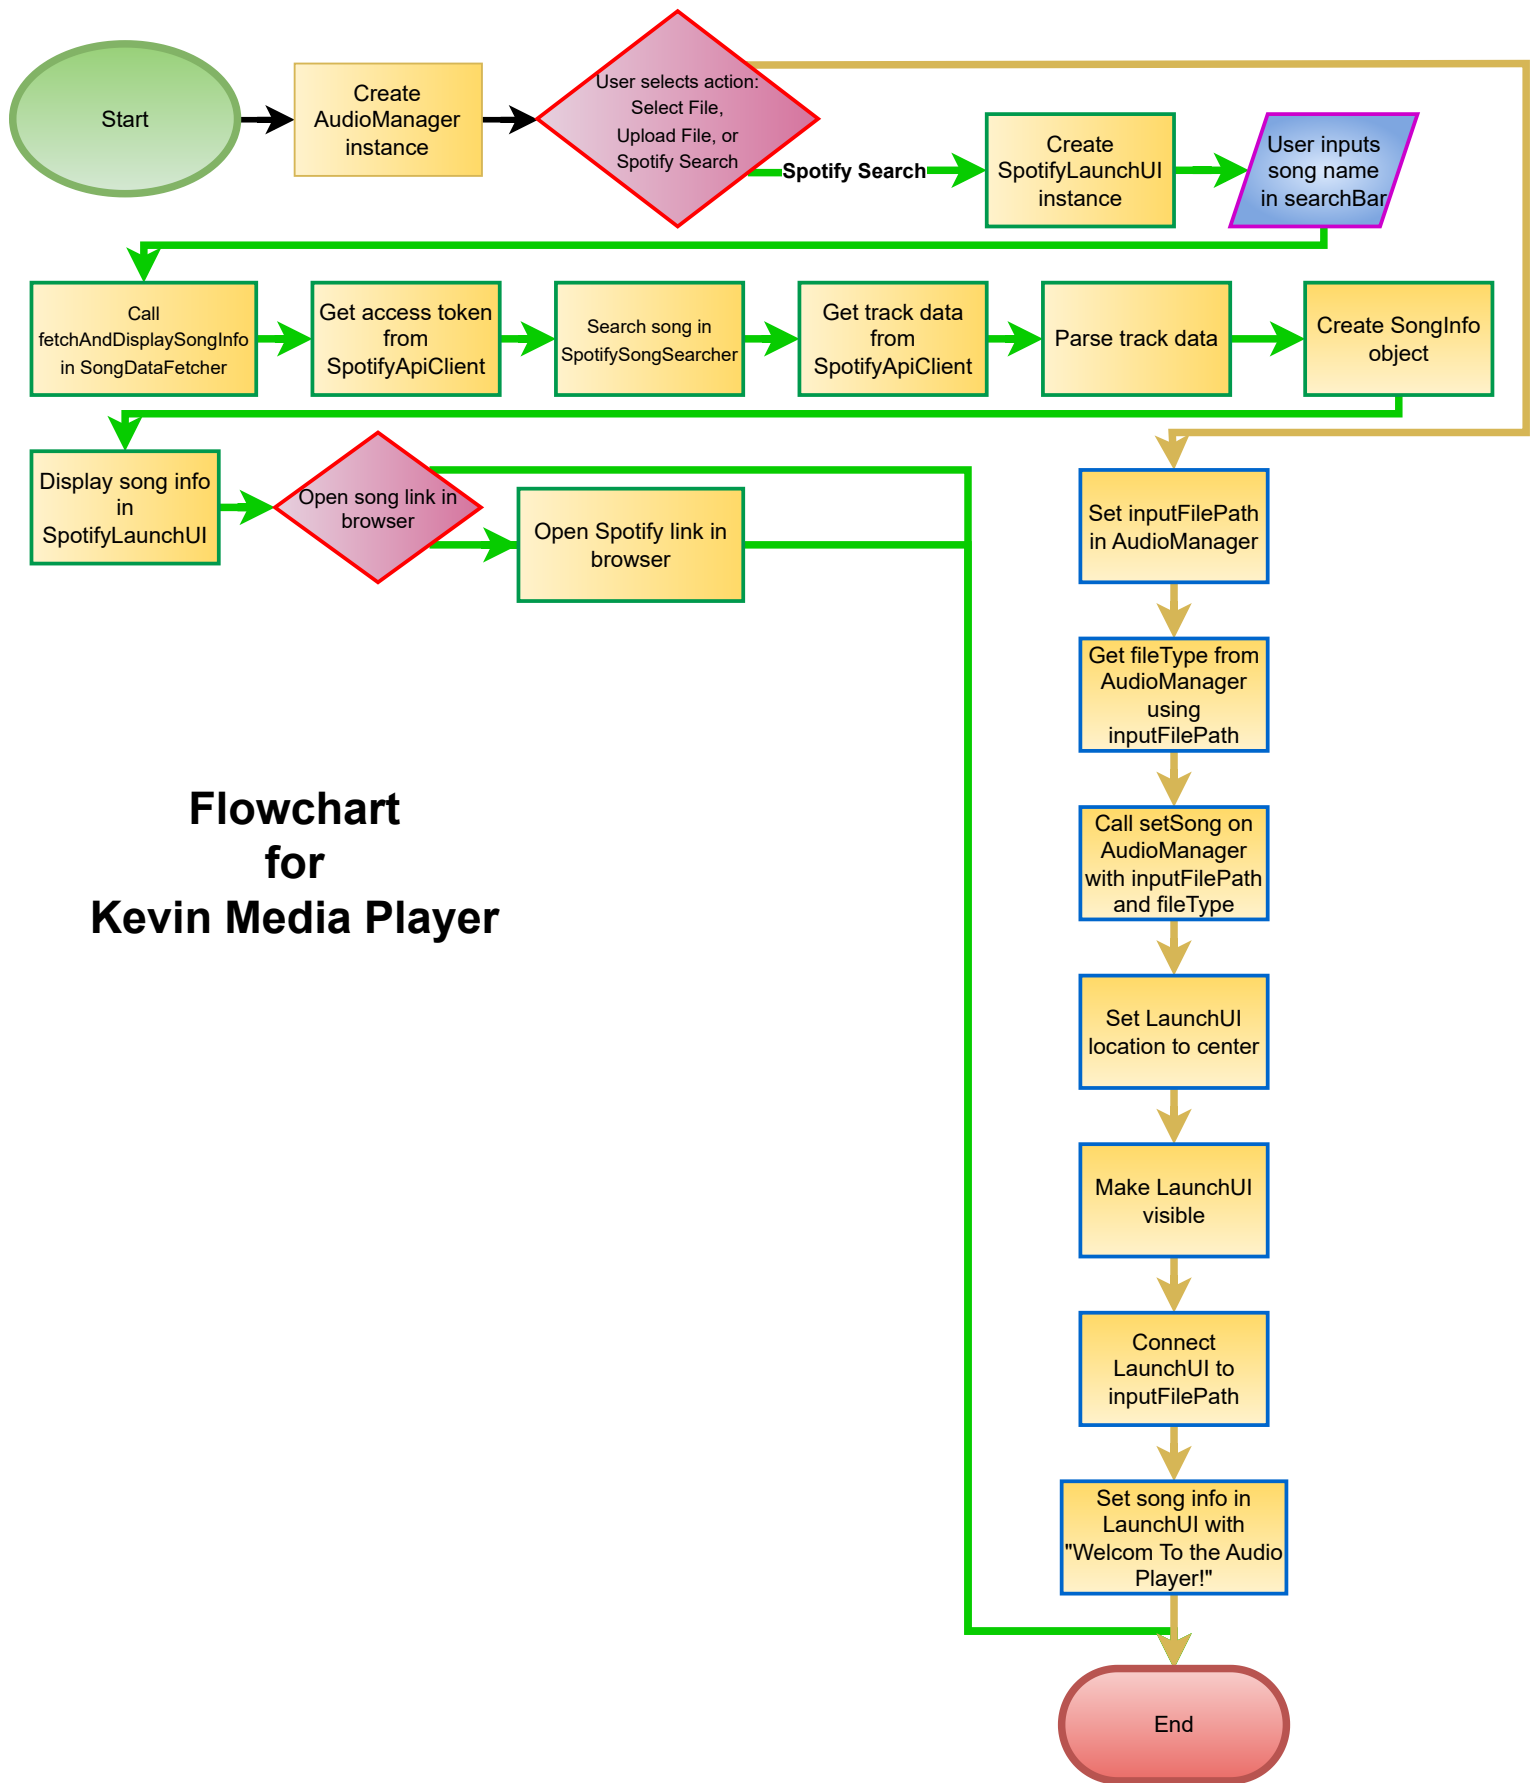 Start
Create
AudioManager
instance
User selects action:
Select File,
Upload File, or
Spotify Search
Spotify Search
Create
SpotifyLaunchUI
instance
User inputs
song name
in searchBar
Call
fetchAndDisplaySongInfo
in SongDataFetcher
Get access token
from
SpotifyApiClient
Search song in
SpotifySongSearcher
Get track data
from
SpotifyApiClient
Parse track data
Create SongInfo
object
Display song info
in
SpotifyLaunchUI
Open song link in
browser
Open Spotify link in
browser
Set inputFilePath
in AudioManager
Get fileType from
AudioManager
using
inputFilePath
Flowchart
for
Kevin Media Player
Call setSong on
AudioManager
with inputFilePath
and fileType
Set LaunchUI
location to center
Make LaunchUI
visible
Connect
LaunchUI to
inputFilePath
Set song info in
LaunchUI with
"Welcom To the Audio
Player!"
End